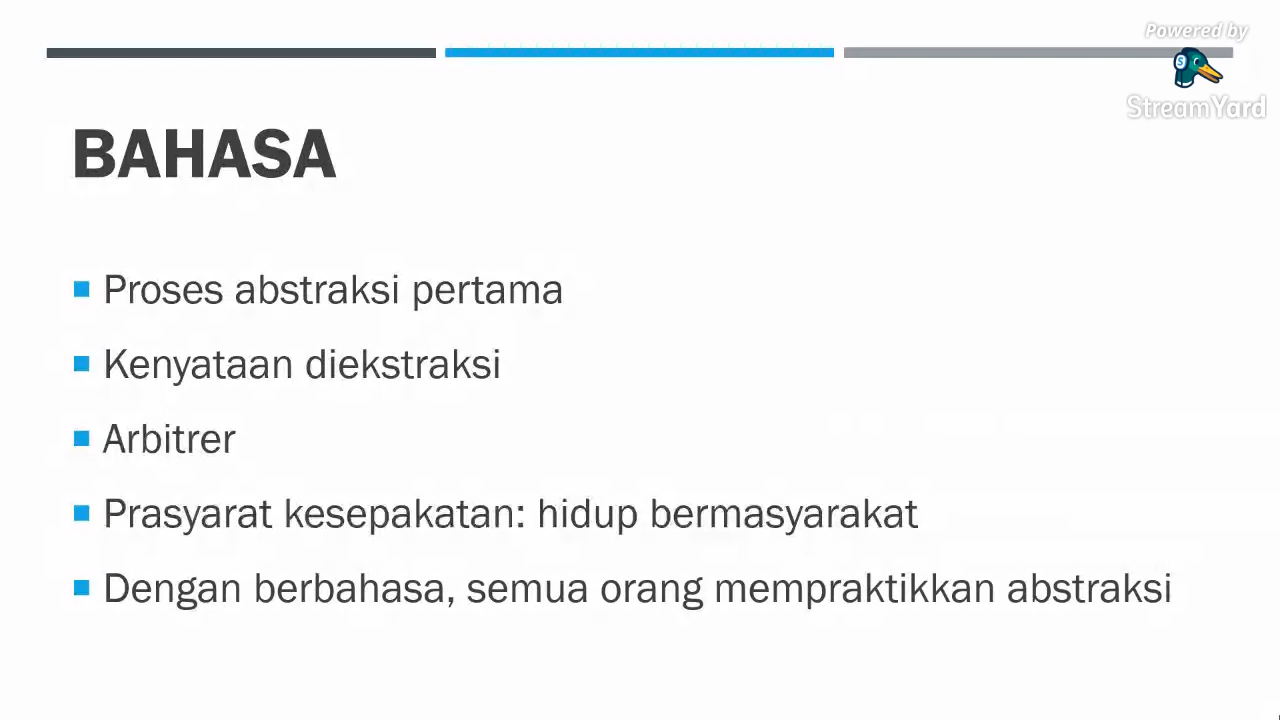 Powered by
StreamYard
BAHASA
Proses abstraksi pertama
Kenyataan diekstraksi
Arbitrer
Prasyarat kesepakatan: hidup bermasyarakat
Dengan berbahasa, semua orang mempraktikkan abstraksi